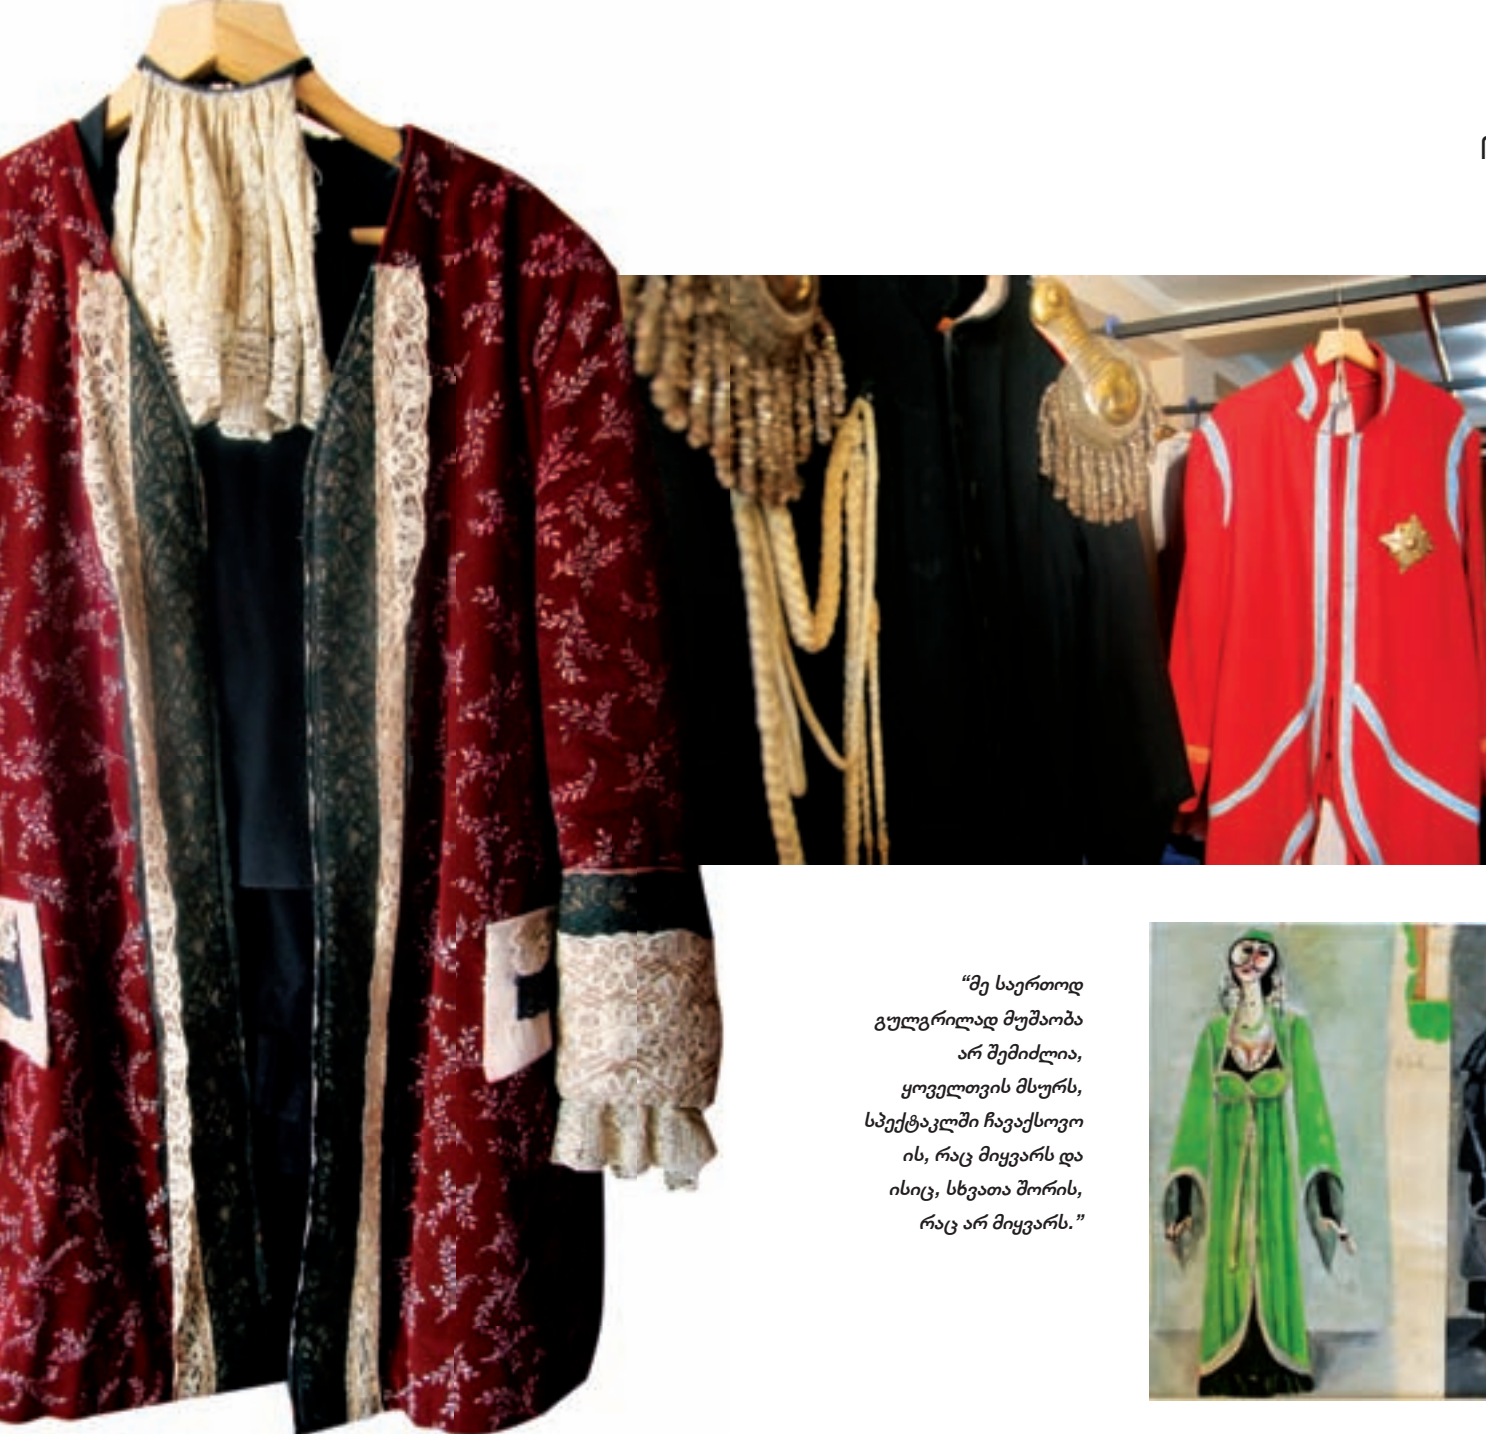 “მე საერთოდ
გულგრილად მუშაობა
არ შემიძლია,
ყოველთვის მსურს,
სპექტაკლში ჩავაქსოვო
ის, რაც მიყვარს და
ისიც, სხვათა შორის,
რაც არ მიყვარს.”